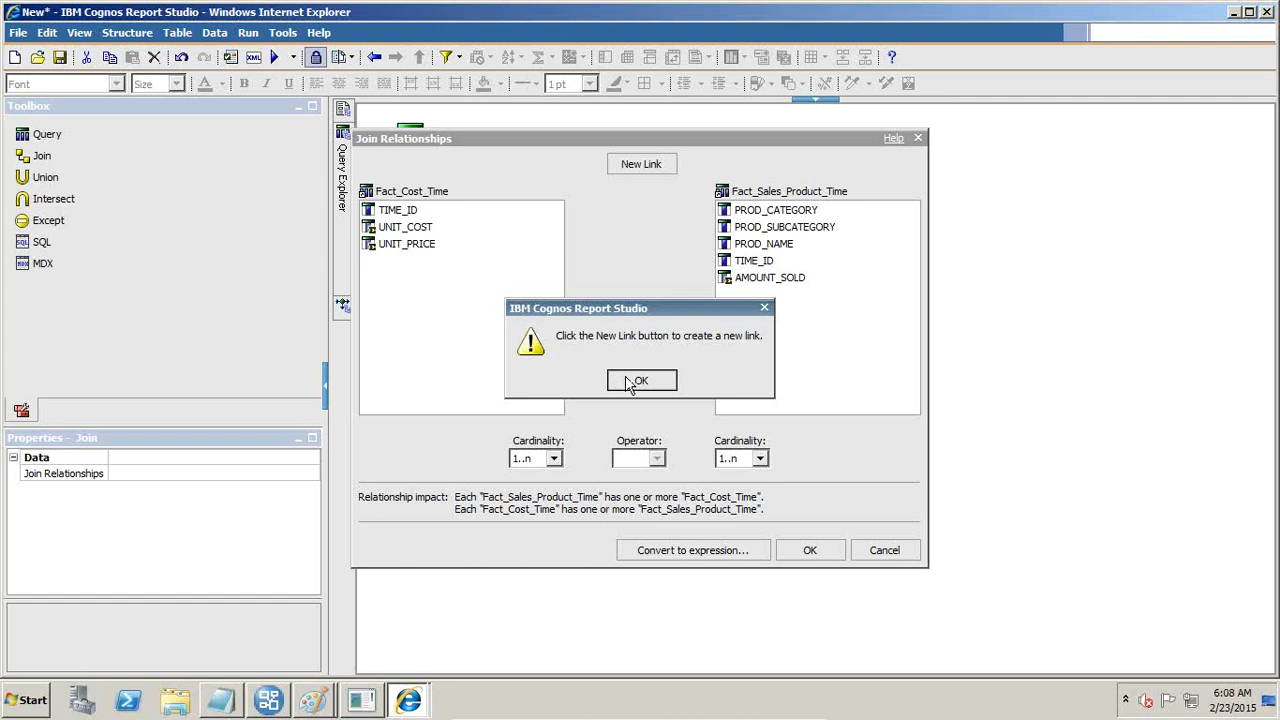 New* - IBM Cognos Report Studio - Windows Internet Explorer
File Edit View Structure Table Data Run Tools Help
Font Size 1 pt
Toolbox
Query
Join
Union
Intersect
Except
SQL
MDX
Query Explorer
Join Relationships Help
New Link
Fact_Cost_Time
TIME_ID
UNIT_COST
UNIT_PRICE
Fact_Sales_Product_Time
PROD_CATEGORY
PROD_SUBCATEGORY
PROD_NAME
TIME_ID
AMOUNT_SOLD
IBM Cognos Report Studio
Click the New Link button to create a new link.
OK
Cardinality: Operator: Cardinality:
1..n 1..n
Relationship impact: Each "Fact_Sales_Product_Time" has one or more "Fact_Cost_Time".
Each "Fact_Cost_Time" has one or more "Fact_Sales_Product_Time".
Convert to expression... OK Cancel
Properties - Join
Data
Join Relationships
Start
6:08 AM
2/23/2015